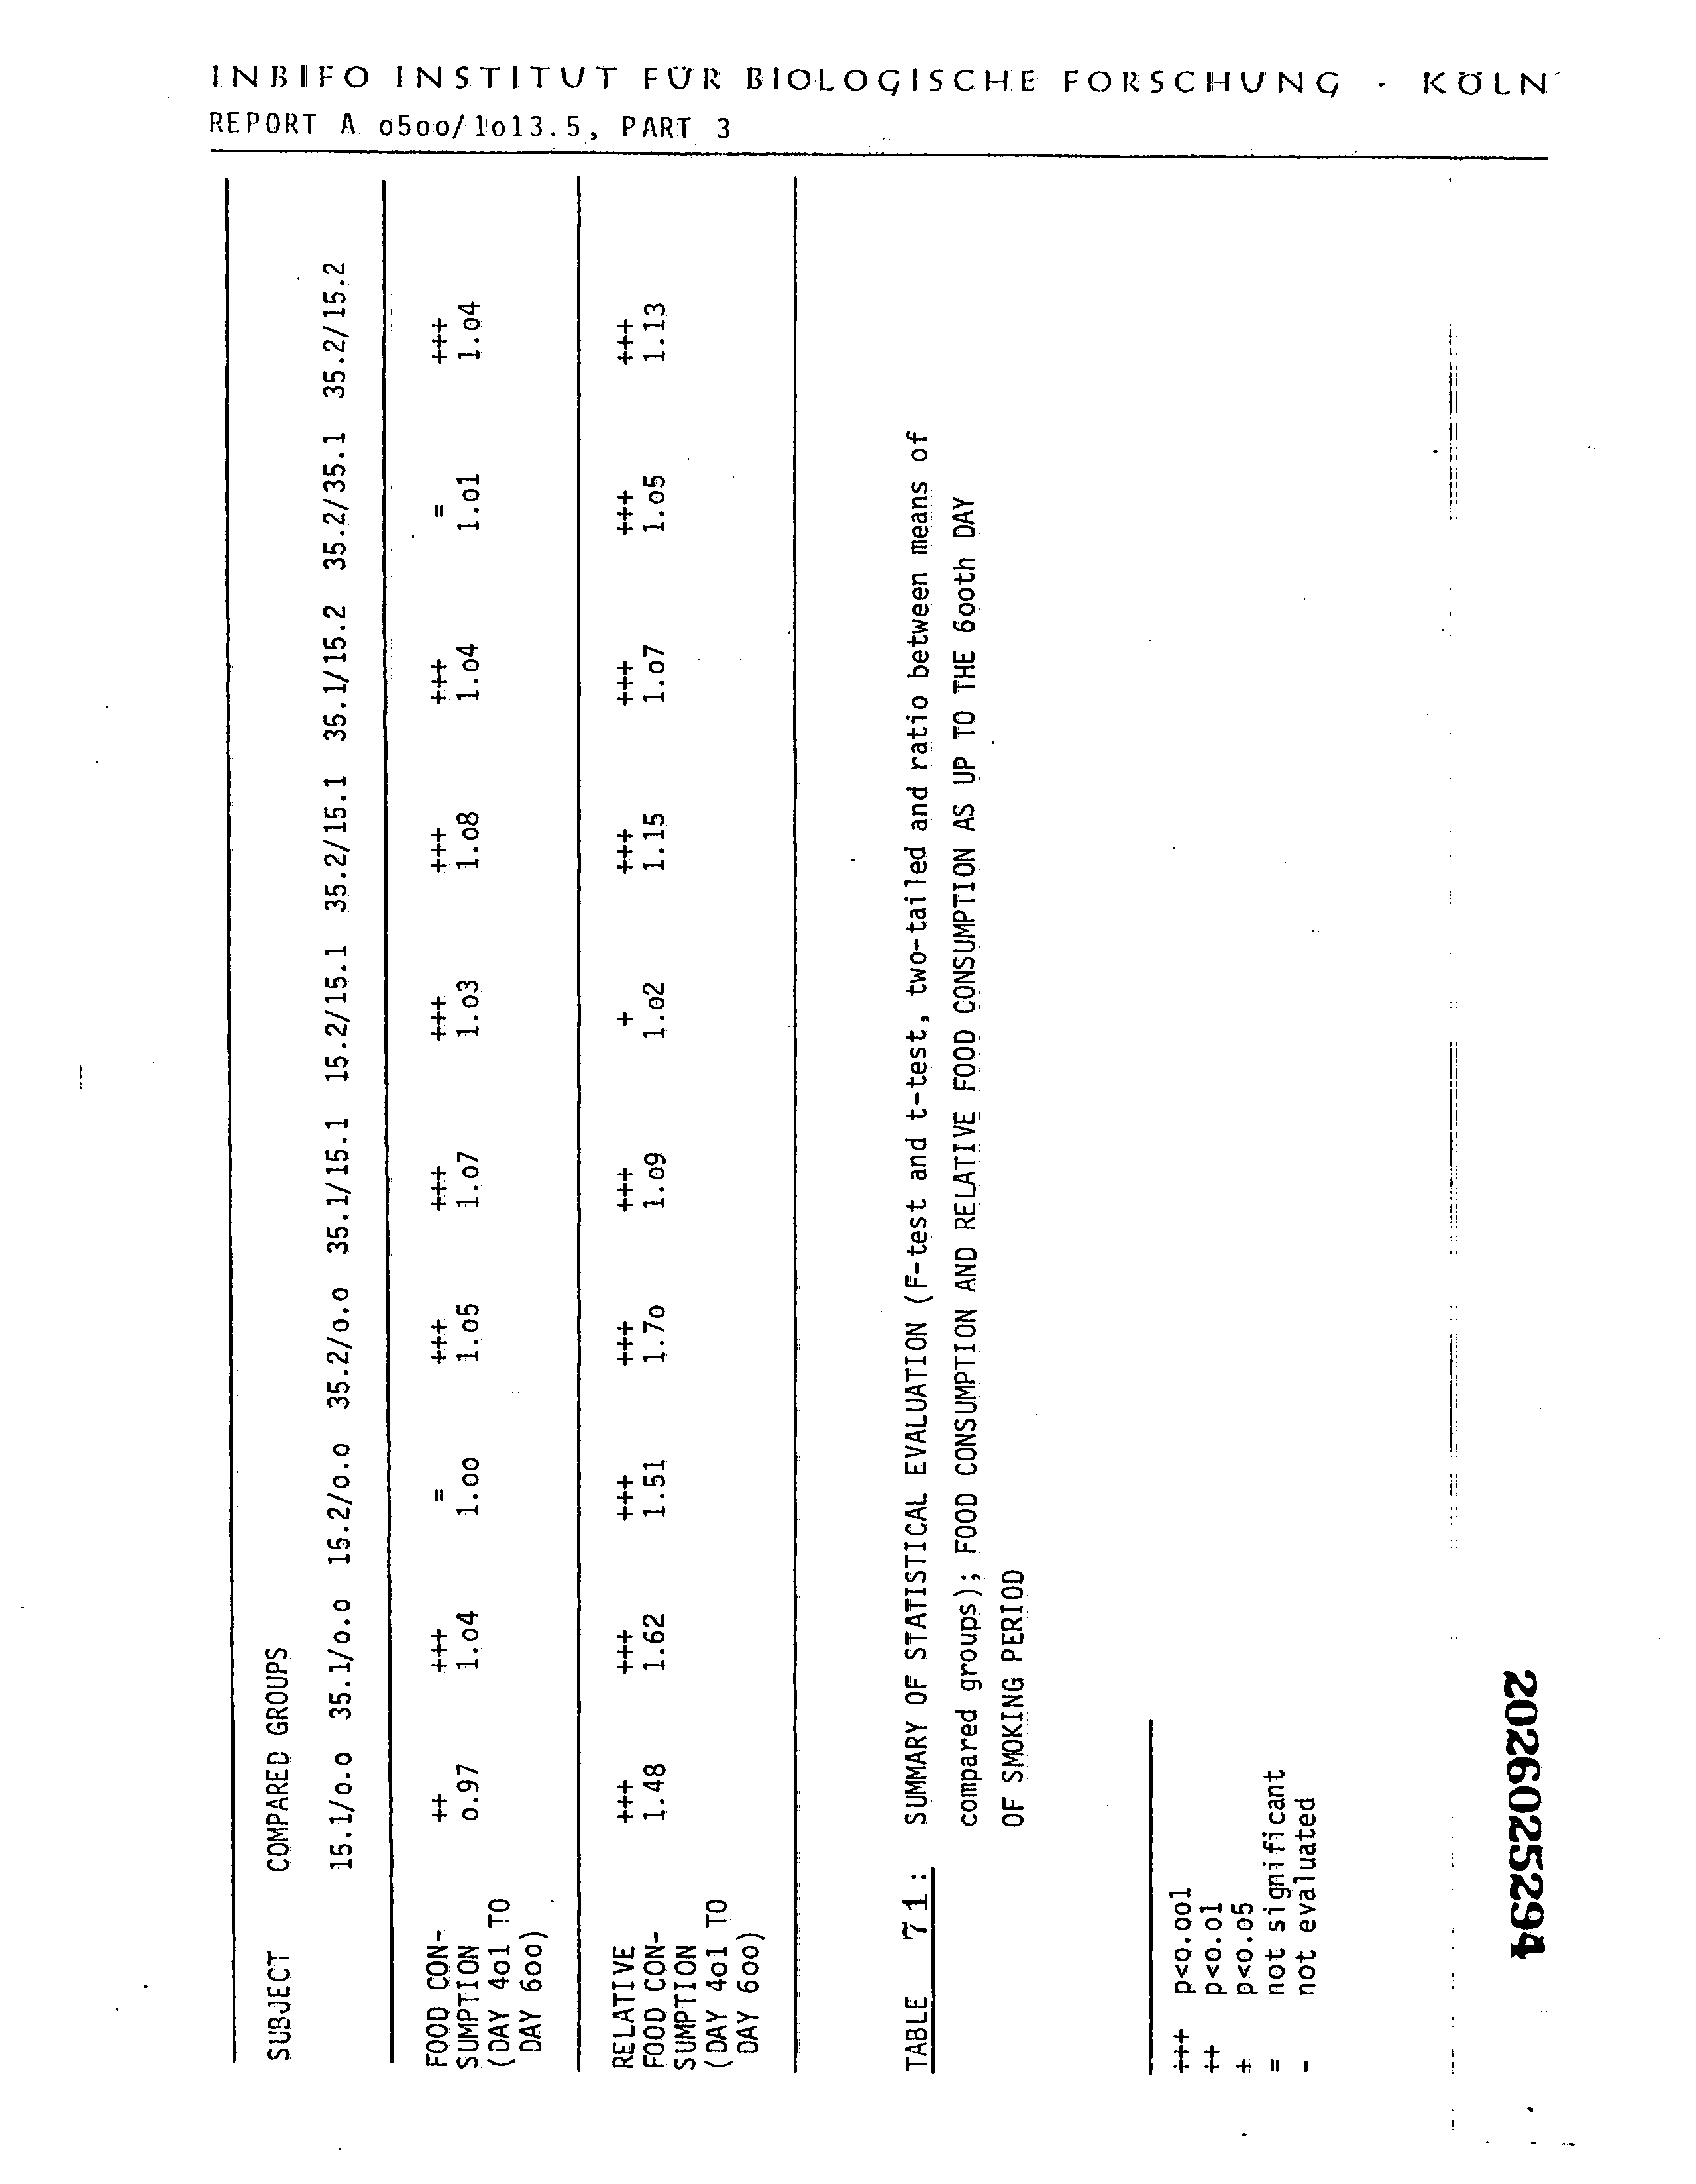 INBIFO INSTITUT FÜR BIOLOGISCHE FORSCHUNG · KÖLN
REPORT A o5oo/1o13.5, PART 3
SUBJECT COMPARED GROUPS
15.1/o.o 35.1/o.o 15.2/o.o 35.2/o.o 35.1/15.1 15.2/15.1 35.2/15.1 35.1/15.2 35.2/35.1 35.2/15.2
FOOD CON- ++ +++ = +++ +++ +++ +++ +++ = +++
SUMPTION o.97 1.o4 1.oo 1.o5 1.o7 1.o3 1.o8 1.o4 1.o1 1.o4
(DAY 4o1 TO
DAY 6oo)
RELATIVE +++ +++ +++ +++ +++ + +++ +++ +++ +++
FOOD CON- 1.48 1.62 1.51 1.7o 1.o9 1.o2 1.15 1.o7 1.o5 1.13
SUMPTION
(DAY 4o1 TO
DAY 6oo)
TABLE 71: SUMMARY OF STATISTICAL EVALUATION (F-test and t-test, two-tailed and ratio between means of
compared groups); FOOD CONSUMPTION AND RELATIVE FOOD CONSUMPTION AS UP TO THE 6ooth DAY
OF SMOKING PERIOD
+++ p<o.oo1
++ p<o.o1
+ p<o.o5
= not significant
- not evaluated
2026025294